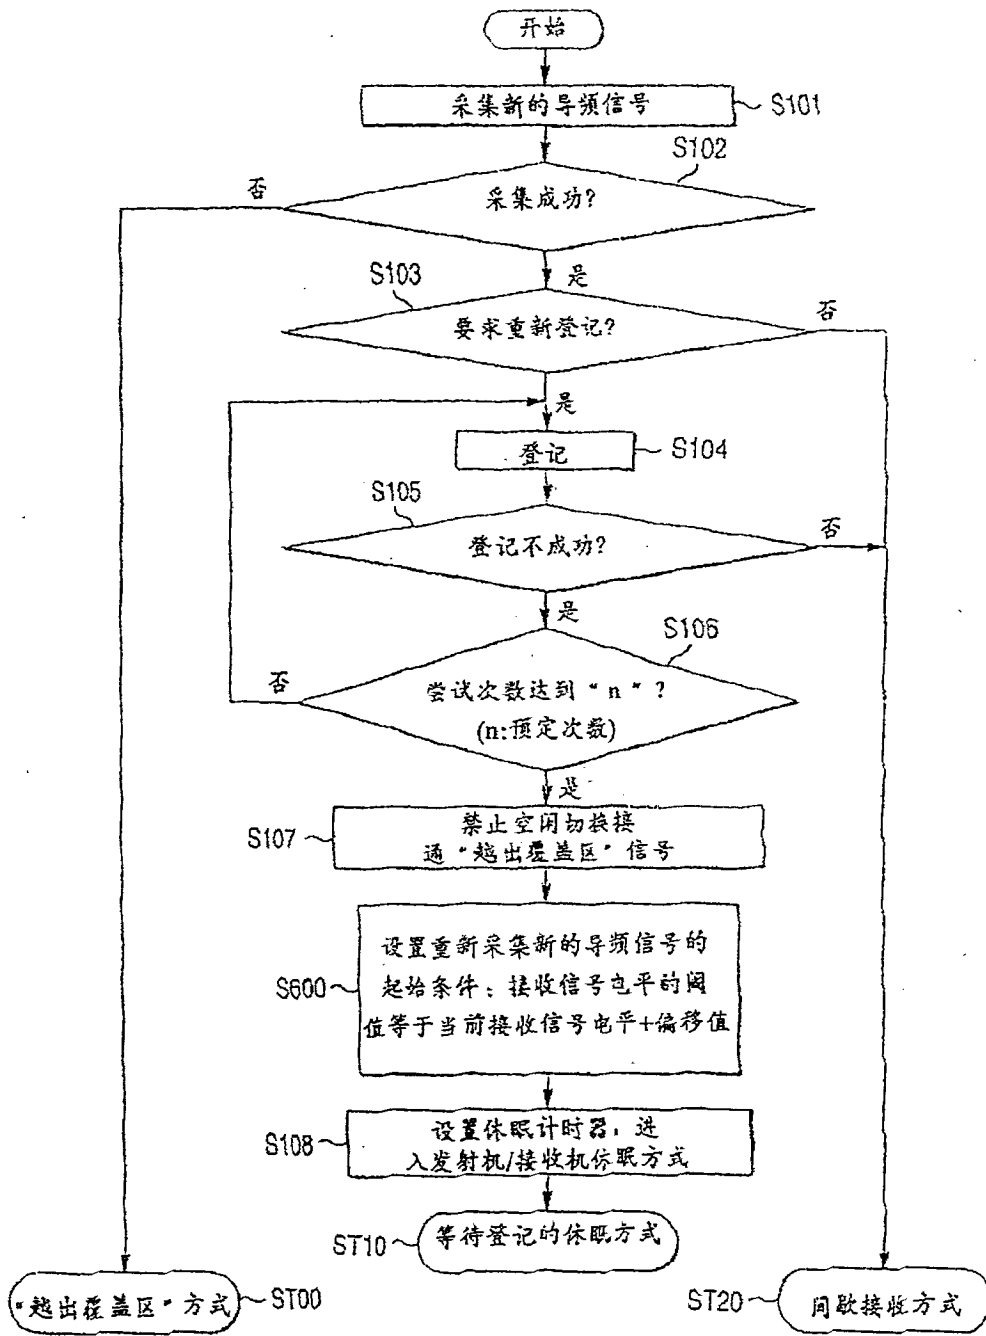 开始
采集新的导频信号
S101
S102
否
采集成功?
是
S103
否
要求重新登记?
是
登记
S104
S105
否
登记不成功?
是
S106
否
尝试次数达到“n”?
(n:预定次数)
是
S107
禁止空闲切换接
通“越出覆盖区”信号
设置重新采集新的导频信号的
S600
起始条件:接收信号电平的阈
值等于当前接收信号电平+偏移值
S108
设置休眠计时器,进
入发射机/接收机休眠方式
ST10
等待登记的休眠方式
“越出覆盖区”方式
ST00
ST20
间歇接收方式